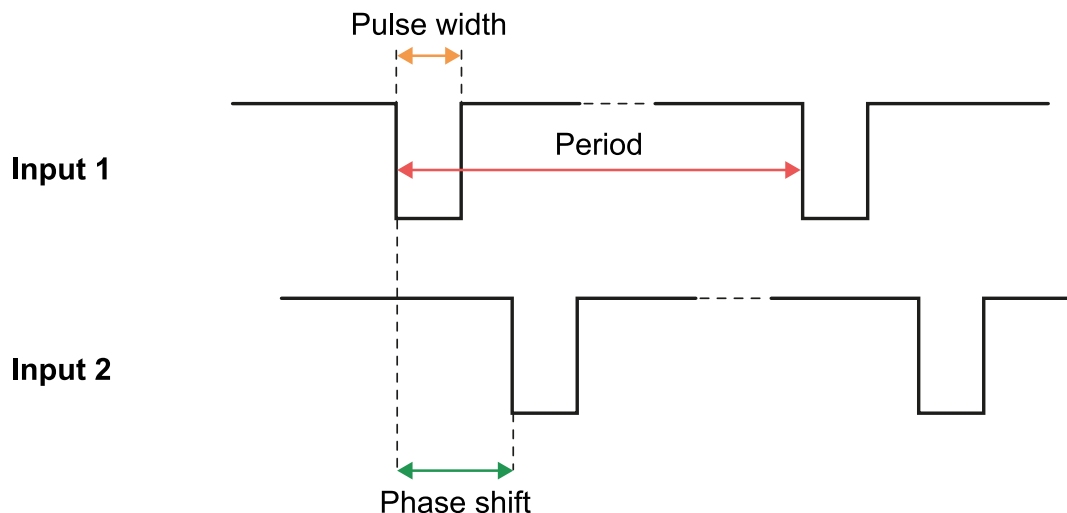 Pulse width
Period
Input 1
Input 2
Phase shift